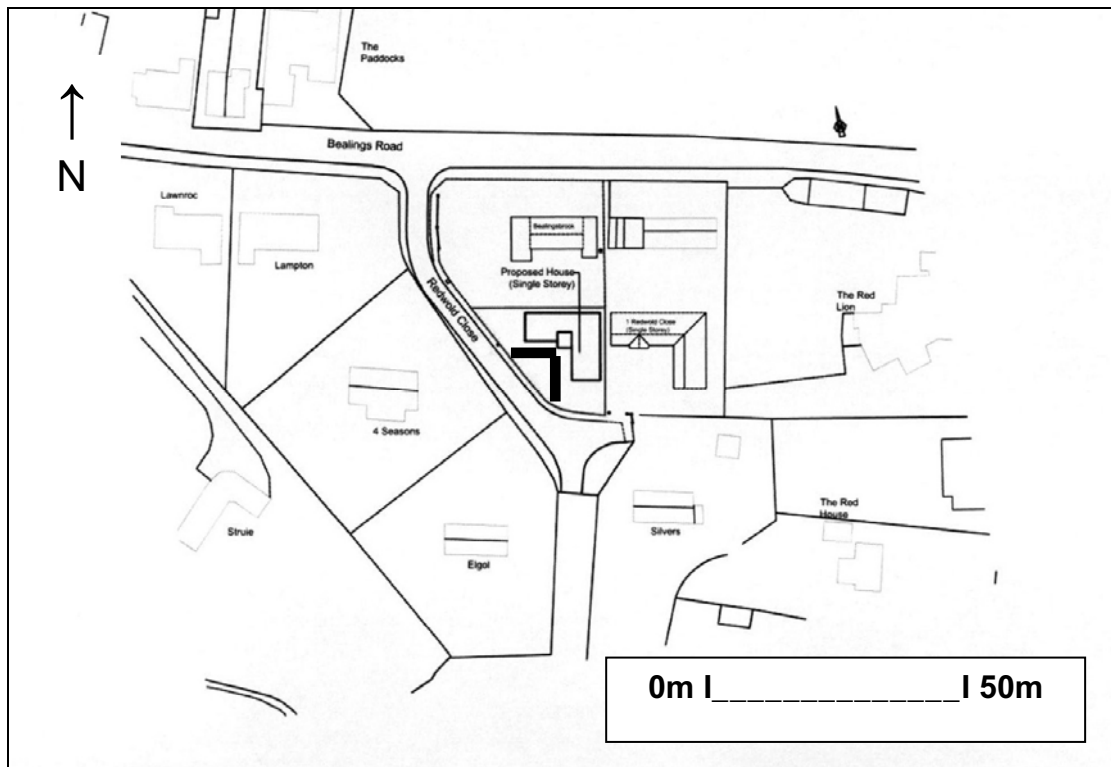 The
Paddocks
N
Bealings Road
Lawnroc
Lampton
Bealingsbrook
Proposed House
(Single Storey)
Redwold Close
1 Redwold Close
(Single Storey)
The Red
Lion
4 Seasons
Struie
Elgol
Silvers
The Red
House
0m I_______________I 50m